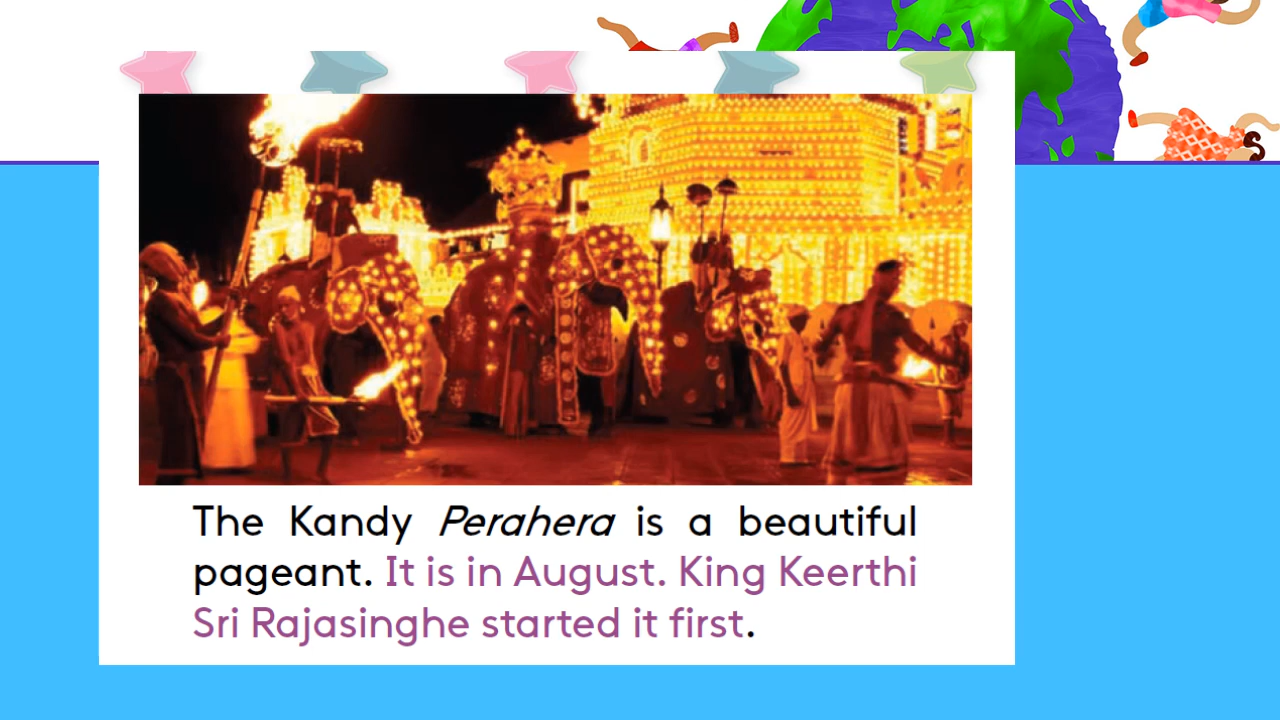 The Kandy Perahera is a beautiful
pageant. It is in August. King Keerthi
Sri Rajasinghe started it first.